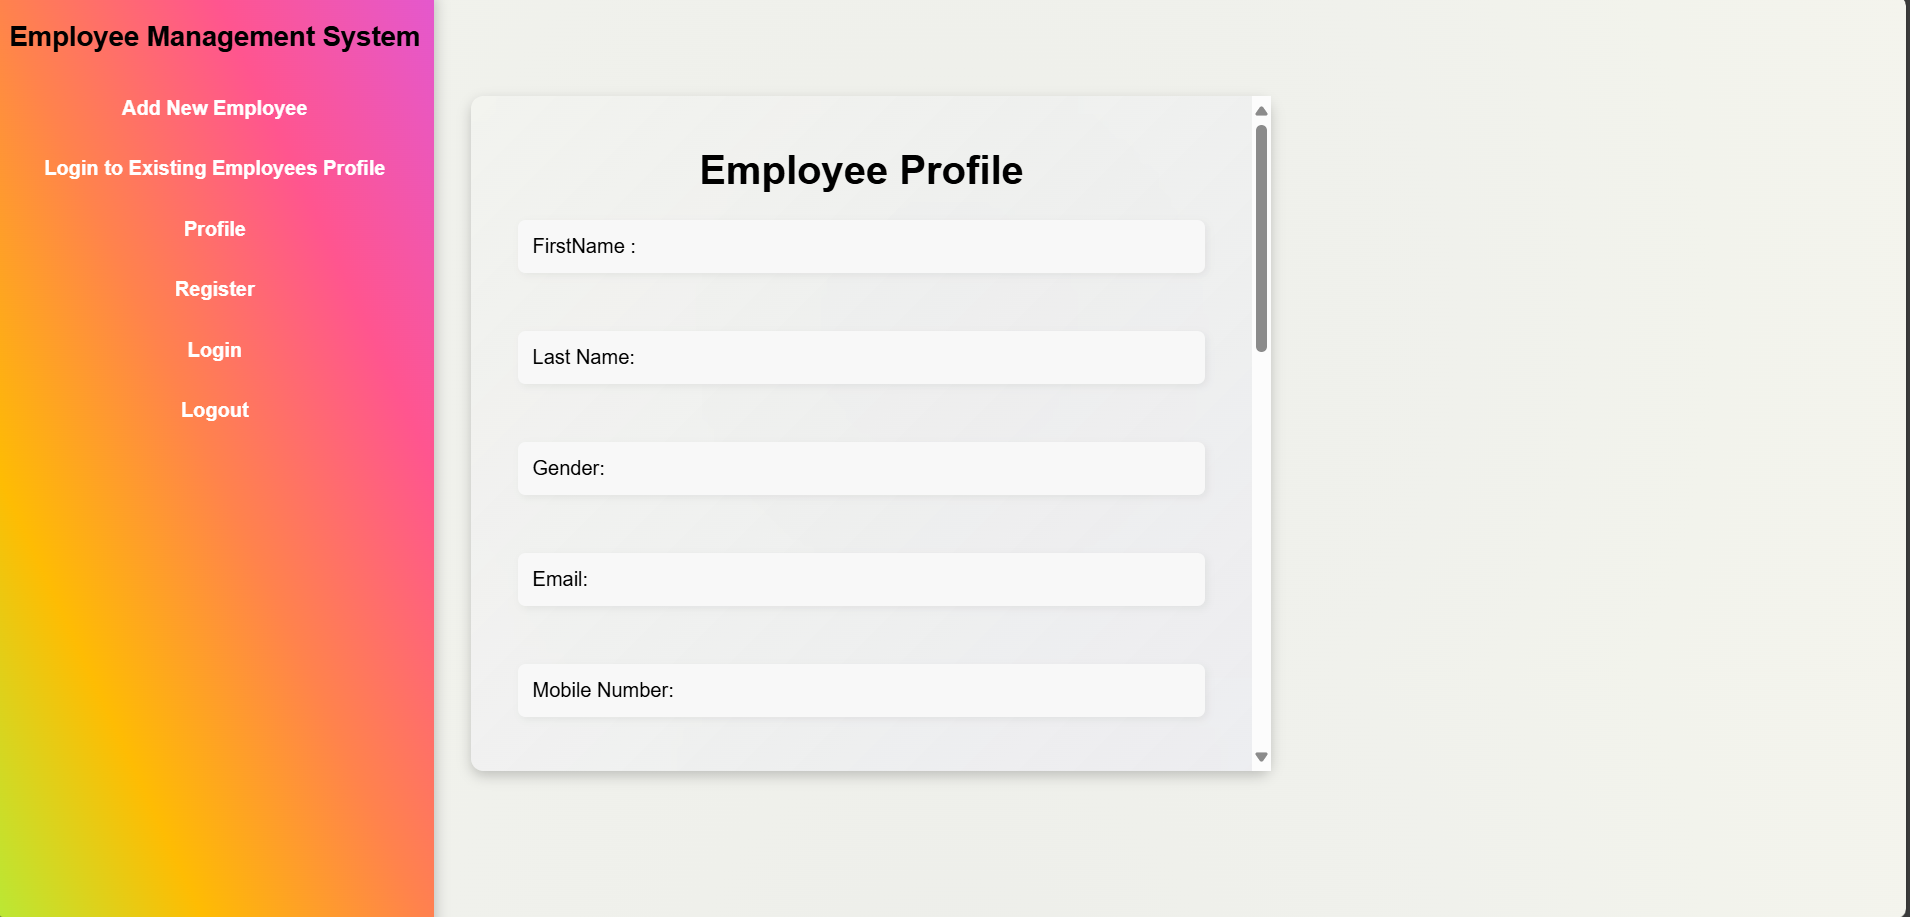 Employee Management System
Add New Employee
Login to Existing Employees Profile
Profile
Register
Login
Logout
Employee Profile
FirstName :
Last Name:
Gender:
Email:
Mobile Number: